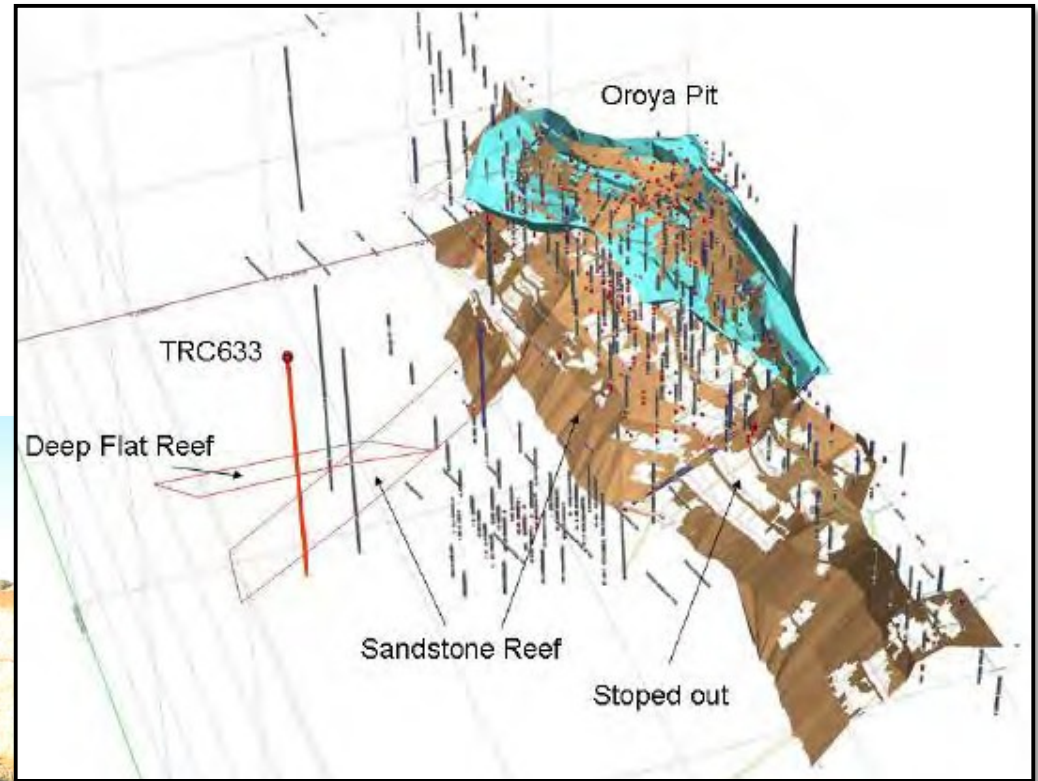 Oroya Pit
TRC633
Deep Flat Reef
Sandstone Reef
Stoped out